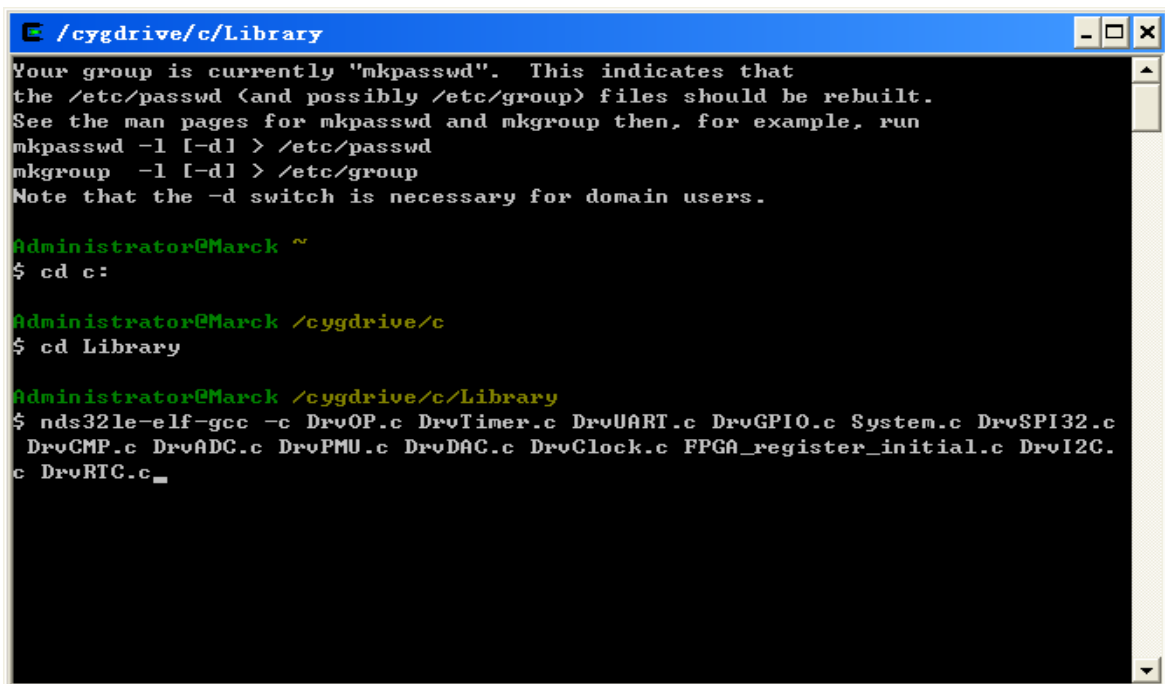 /cygdrive/c/Library
Your group is currently "mkpasswd".  This indicates that
the /etc/passwd (and possibly /etc/group) files should be rebuilt.
See the man pages for mkpasswd and mkgroup then, for example, run
mkpasswd -l [-d] > /etc/passwd
mkgroup  -l [-d] > /etc/group
Note that the -d switch is necessary for domain users.
Administrator@Marck ~
$ cd c:
Administrator@Marck /cygdrive/c
$ cd Library
Administrator@Marck /cygdrive/c/Library
$ nds32le-elf-gcc -c DrvOP.c DrvTimer.c DrvUART.c DrvGPIO.c System.c DrvSPI32.c
DrvCMP.c DrvADC.c DrvPMU.c DrvDAC.c DrvClock.c FPGA_register_initial.c DrvI2C.
c DrvRTC.c_